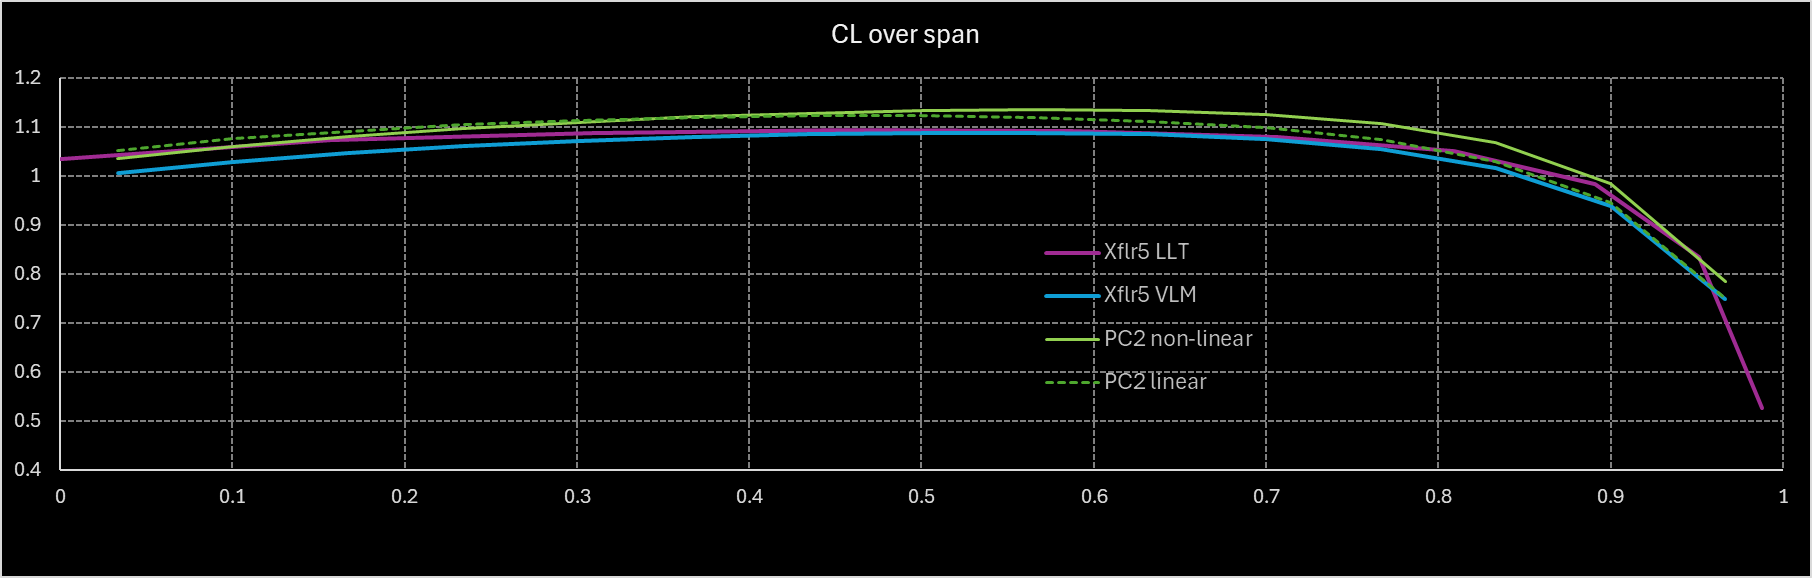 CL over span
1.2
1.1
1
0.9
0.8
0.7
0.6
0.5
0.4
Xflr5 LLT
Xflr5 VLM
PC2 non-linear
PC2 linear
0 0.1 0.2 0.3 0.4 0.5 0.6 0.7 0.8 0.9 1